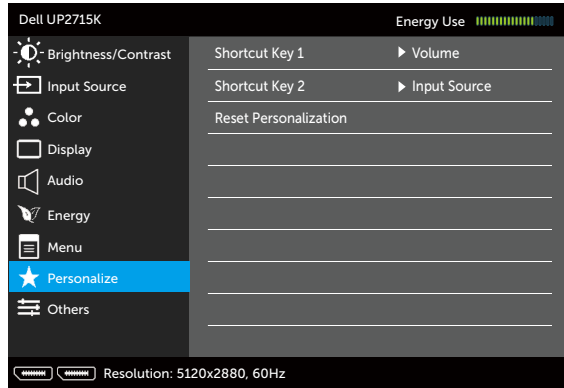 Dell UP2715K Energy Use
Brightness/Contrast Shortcut Key 1 Volume
Input Source Shortcut Key 2 Input Source
Color Reset Personalization
Display
Audio
Energy
Menu
Personalize
Others
Resolution: 5120x2880, 60Hz